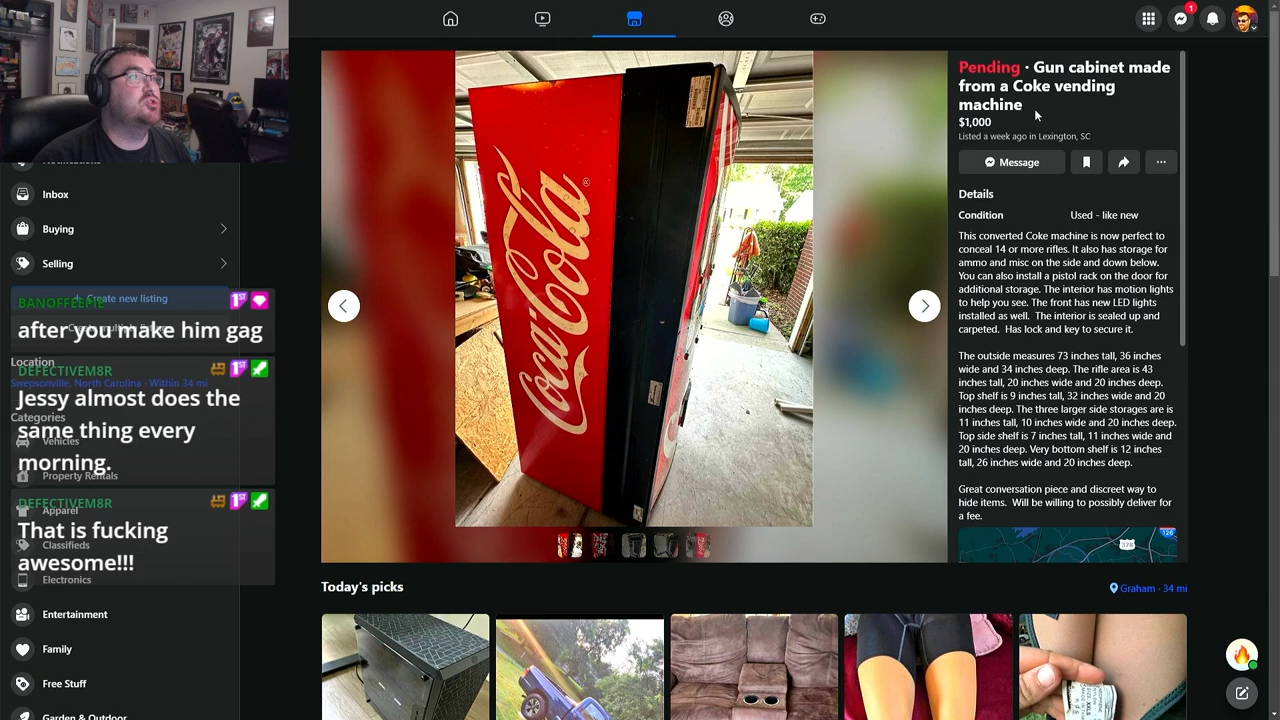 Inbox
Buying
Selling
BANOFFEEPIE
Create new listing
after you make him gag
Location
DEFECTIVEM8R
Swepsonville, North Carolina · Within 34 mi
Jessy almost does the
Categories
same thing every
Vehicles
morning.
Property Rentals
DEFECTIVEM8R
Apparel
That is fucking
Classifieds
awesome!!!
Electronics
Entertainment
Family
Free Stuff
Garden & Outdoor
1
Coca-Cola
Pending · Gun cabinet made
from a Coke vending
machine
$1,000
Listed a week ago in Lexington, SC
Message
Details
Condition Used - like new
This converted Coke machine is now perfect to
conceal 14 or more rifles. It also has storage for
ammo and misc on the side and down below.
You can also install a pistol rack on the door for
additional storage. The interior has motion lights
to help you see. The front has new LED lights
installed as well. The interior is sealed up and
carpeted. Has lock and key to secure it.
The outside measures 73 inches tall, 36 inches
wide and 34 inches deep. The rifle area is 43
inches tall, 20 inches wide and 20 inches deep.
Top shelf is 9 inches tall, 32 inches wide and 20
inches deep. The three larger side storages are is
11 inches tall, 10 inches wide and 20 inches deep.
Top side shelf is 7 inches tall, 11 inches wide and
20 inches deep. Very bottom shelf is 12 inches
tall, 26 inches wide and 20 inches deep.
Great conversation piece and discreet way to
hide items. Will be willing to possibly deliver for
a fee.
378
126
Today's picks
Graham · 34 mi